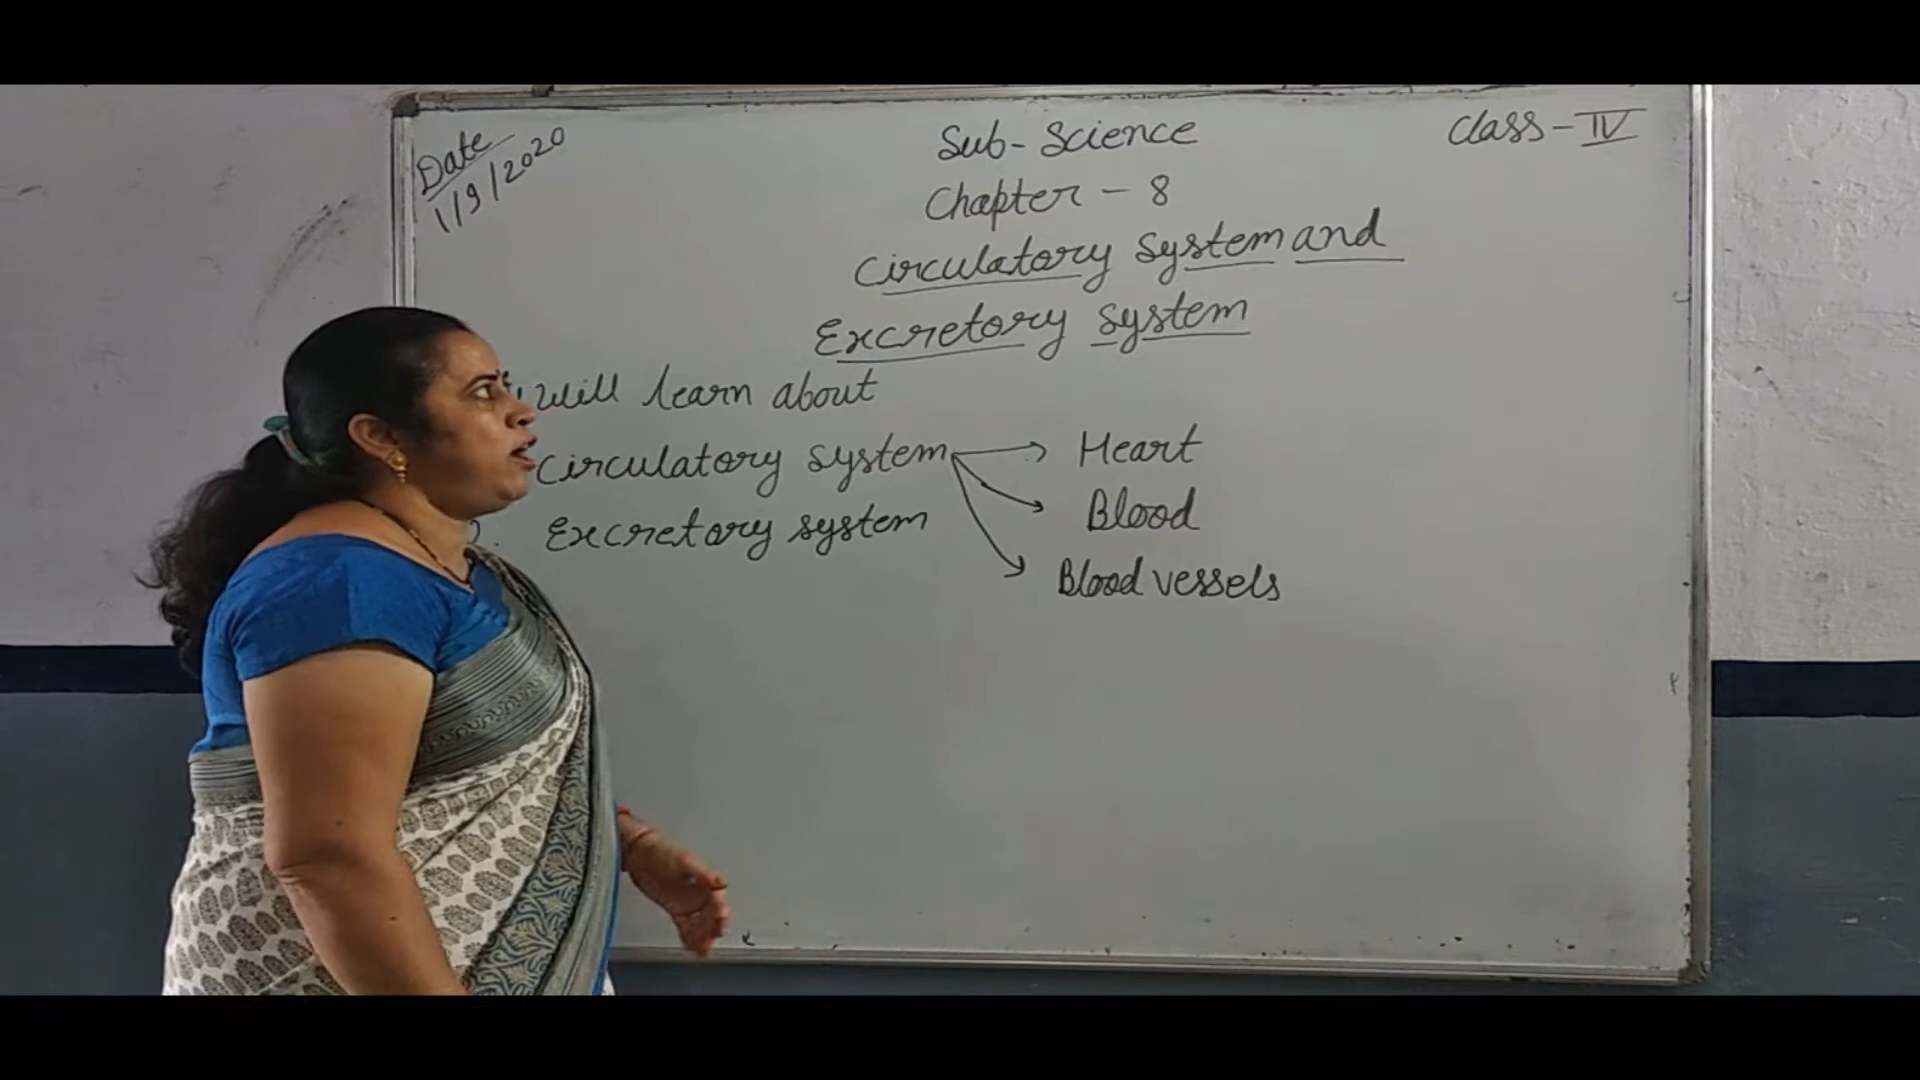 Date
1/9/2020
Sub- Science
Class - IV
Chapter - 8
Circulatory system and
Excretory system
will learn about
Circulatory system → Heart
→ Blood
2. Excretory system
→ Blood vessels